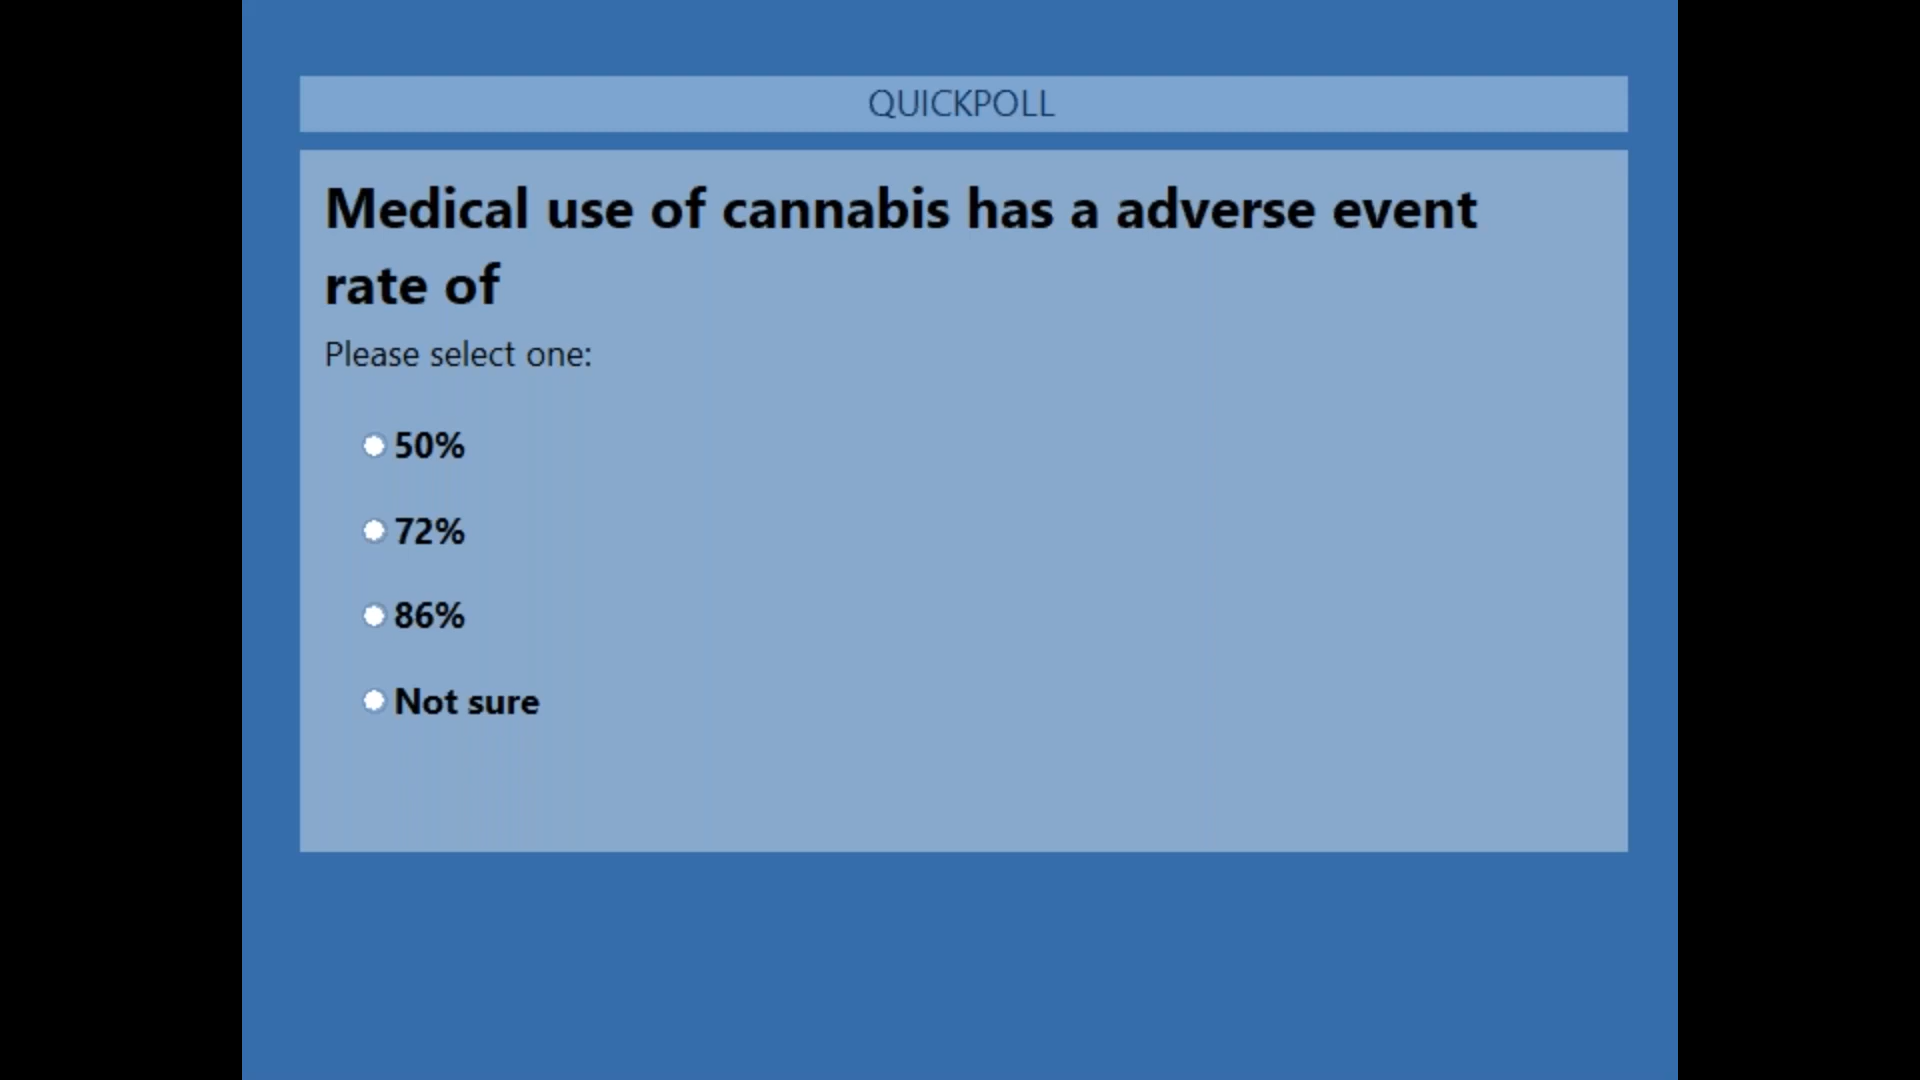 QUICKPOLL
Medical use of cannabis has a adverse event
rate of
Please select one:
50%
72%
86%
Not sure